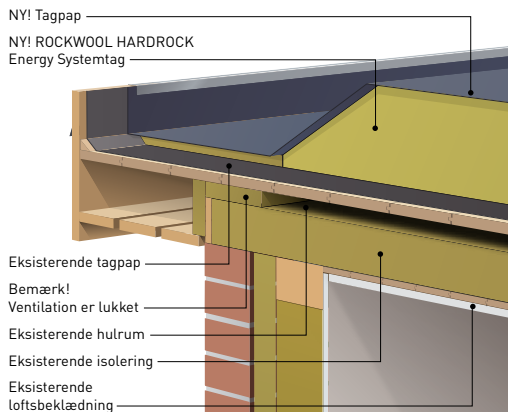 NY! Tagpap
NY! ROCKWOOL HARDROCK
Energy Systemtag
Eksisterende tagpap
Bemærk!
Ventilation er lukket
Eksisterende hulrum
Eksisterende isolering
Eksisterende
loftsbeklædning